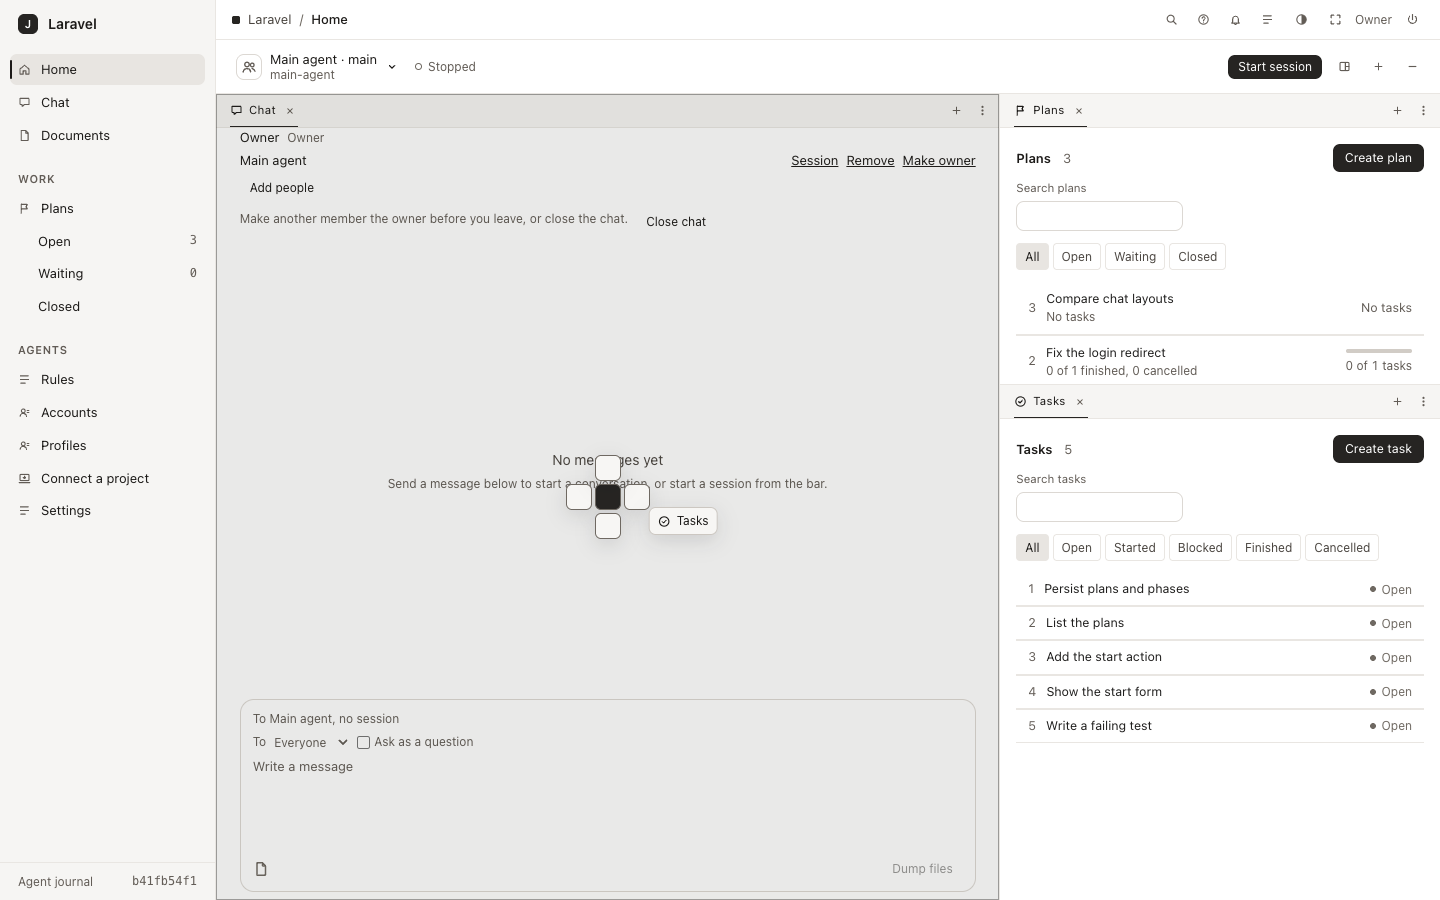 J Laravel
Home
Chat
Documents
WORK
Plans
Open 3
Waiting 0
Closed
AGENTS
Rules
Accounts
Profiles
Connect a project
Settings
Agent journal b41fb54f1
Laravel / Home
Owner
Main agent · main
main-agent
Stopped
Start session
Chat ×
Owner Owner
Main agent
Session Remove Make owner
Add people
Make another member the owner before you leave, or close the chat. Close chat
No messages yet
Send a message below to start a conversation, or start a session from the bar.
Tasks
To Main agent, no session
To Everyone Ask as a question
Write a message
Dump files
Plans ×
Plans 3
Create plan
Search plans
All Open Waiting Closed
3 Compare chat layouts
No tasks
No tasks
2 Fix the login redirect
0 of 1 finished, 0 cancelled
0 of 1 tasks
Tasks ×
Tasks 5
Create task
Search tasks
All Open Started Blocked Finished Cancelled
1 Persist plans and phases Open
2 List the plans Open
3 Add the start action Open
4 Show the start form Open
5 Write a failing test Open